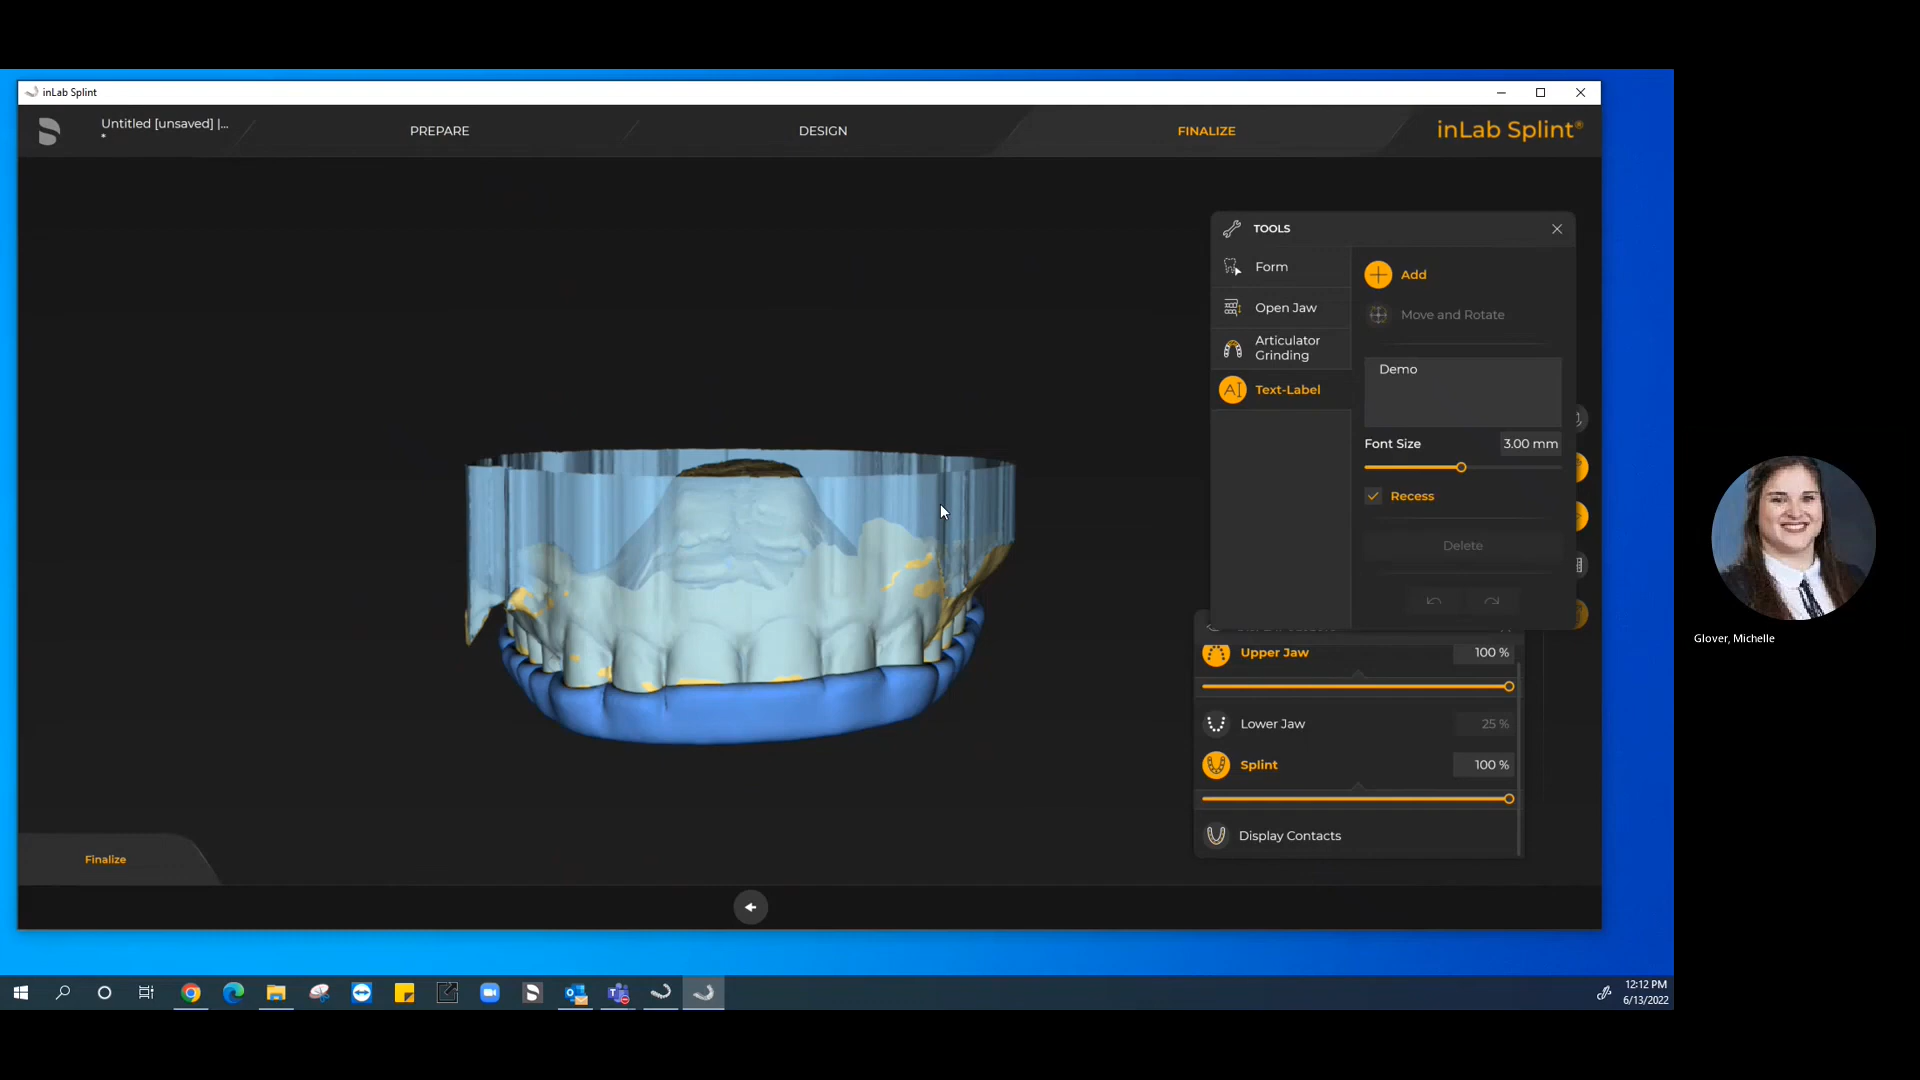 inLab Splint
Untitled [unsaved] |...
*
PREPARE
DESIGN
FINALIZE
inLab Splint®
TOOLS
Form
Open Jaw
Articulator
Grinding
Text-Label
Add
Move and Rotate
Demo
Font Size
3.00 mm
Recess
Delete
Upper Jaw
100 %
Lower Jaw
25 %
Splint
100 %
Display Contacts
Finalize
Glover, Michelle
12:12 PM
6/13/2022